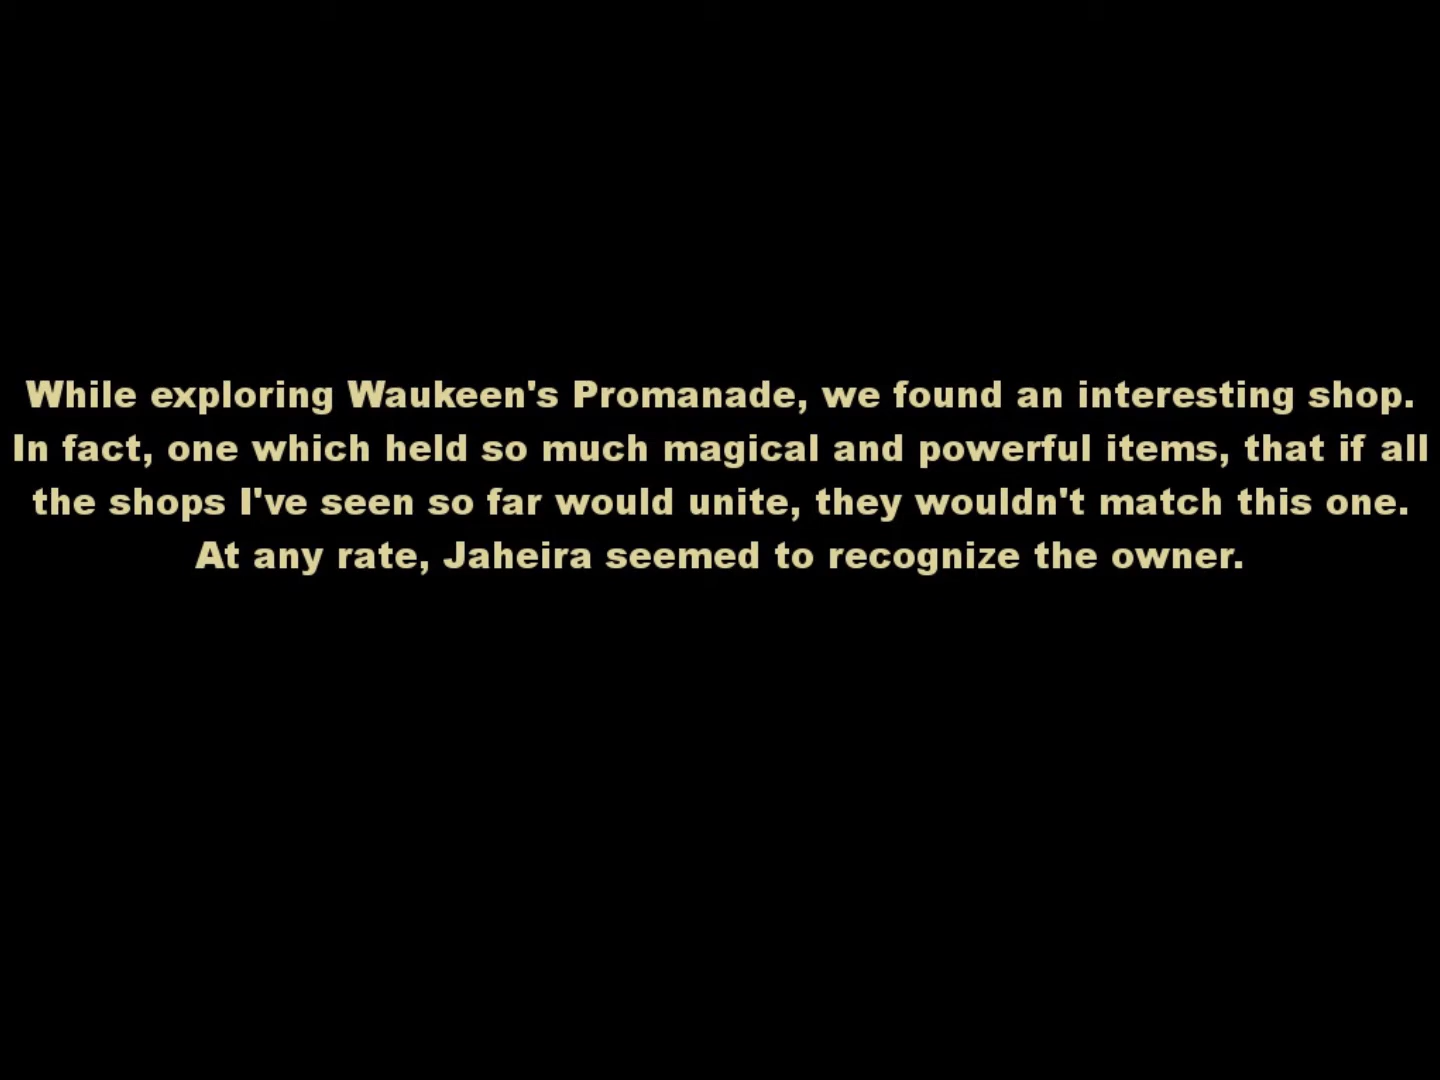 While exploring Waukeen's Promanade, we found an interesting shop.
In fact, one which held so much magical and powerful items, that if all
the shops I've seen so far would unite, they wouldn't match this one.
At any rate, Jaheira seemed to recognize the owner.